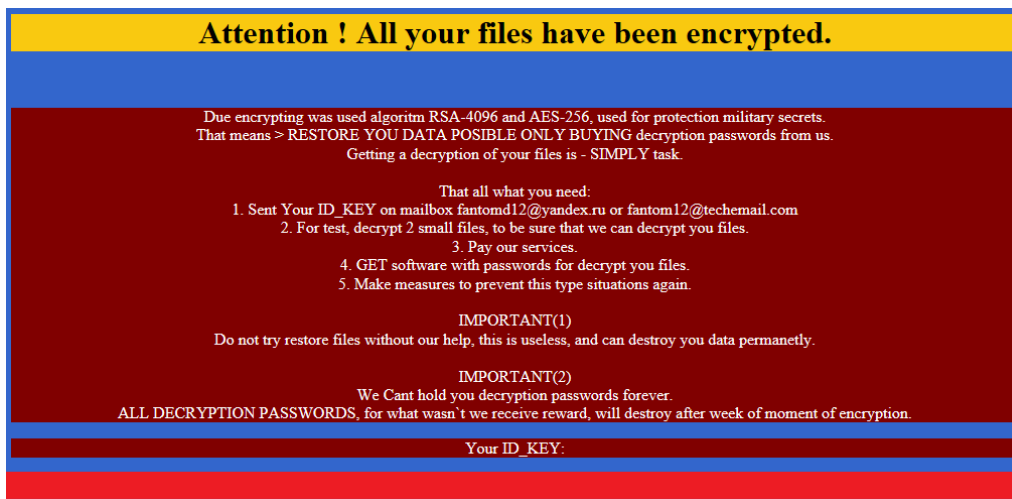 Attention ! All your files have been encrypted.
Due encrypting was used algoritm RSA-4096 and AES-256, used for protection military secrets.
That means > RESTORE YOU DATA POSIBLE ONLY BUYING decryption passwords from us.
Getting a decryption of your files is - SIMPLY task.
That all what you need:
1. Sent Your ID_KEY on mailbox fantomd12@yandex.ru or fantom12@techemail.com
2. For test, decrypt 2 small files, to be sure that we can decrypt you files.
3. Pay our services.
4. GET software with passwords for decrypt you files.
5. Make measures to prevent this type situations again.
IMPORTANT(1)
Do not try restore files without our help, this is useless, and can destroy you data permanetly.
IMPORTANT(2)
We Cant hold you decryption passwords forever.
ALL DECRYPTION PASSWORDS, for what wasn`t we receive reward, will destroy after week of moment of encryption.
Your ID_KEY: